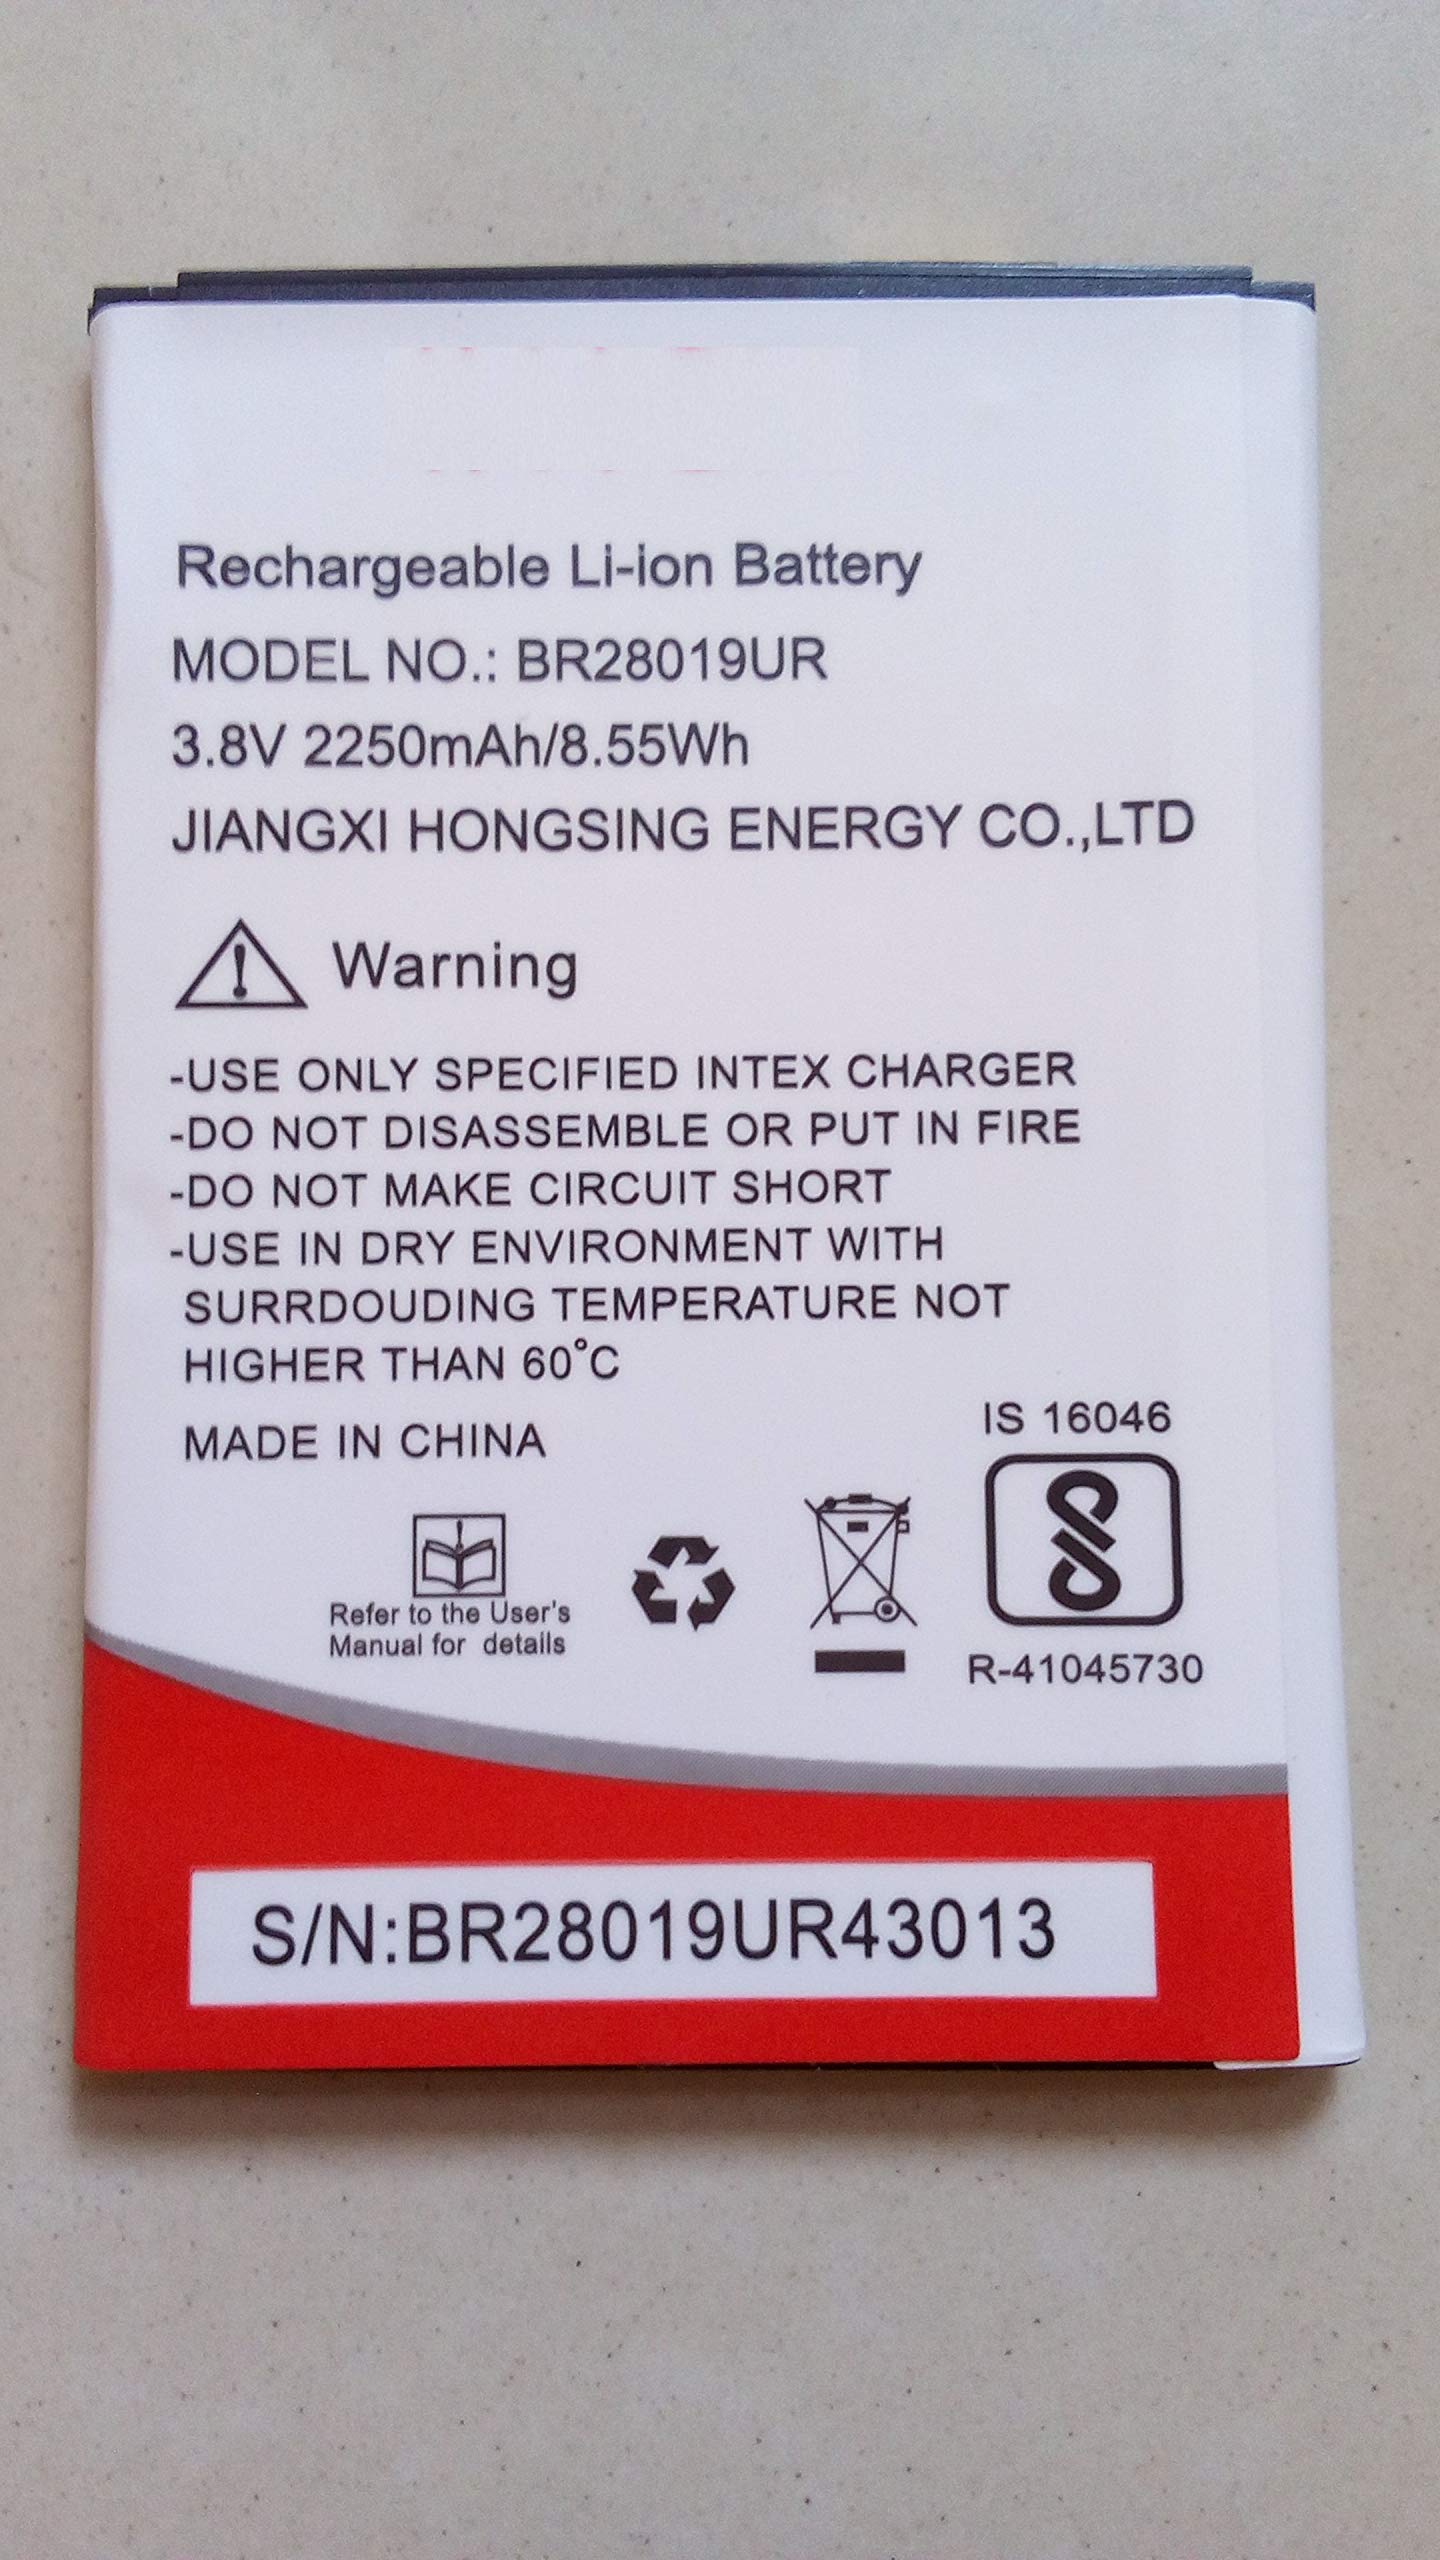 Rechargeable Li-ion Battery
MODEL NO.: BR28019UR
3.8V 2250mAh/8.55Wh
JIANGXI HONGSING ENERGY CO.,LTD
Warning
-USE ONLY SPECIFIED INTEX CHARGER
-DO NOT DISASSEMBLE OR PUT IN FIRE
-DO NOT MAKE CIRCUIT SHORT
-USE IN DRY ENVIRONMENT WITH
SURRDOUDING TEMPERATURE NOT
HIGHER THAN 60°C
MADE IN CHINA
IS 16046
Refer to the User's
Manual for details
R-41045730
S/N:BR28019UR43013